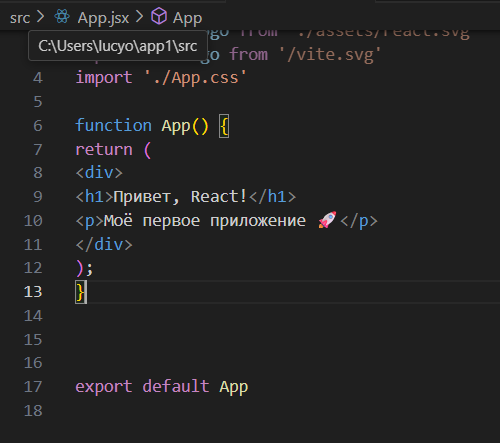 src > App.jsx > App
go from './assets/react.svg
C:\Users\lucyo\app1\src
go from '/vite.svg'
4 import './App.css'
5
6 function App() {
7 return (
8 <div>
9 <h1>Привет, React!</h1>
10 <p>Моё первое приложение 🚀</p>
11 </div>
12 );
13 }
14
15
16
17 export default App
18